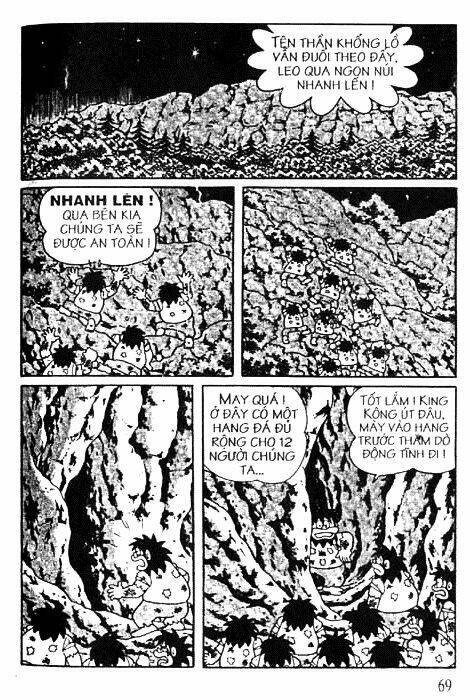 TÊN THẦN KHỔNG LỒ
VẪN ĐUỔI THEO ĐẤY,
LEO QUA NGỌN NÚI
NHANH LÊN !
NHANH LÊN !
QUA BÊN KIA
CHÚNG TA SẼ
ĐƯỢC AN TOÀN !
MAY QUÁ !
Ở ĐÂY CÓ MỘT
HANG ĐÁ ĐỦ
RỘNG CHO 12
NGƯỜI CHÚNG
TA...
TỐT LẮM ! KING
KÔNG ÚT ĐÂU,
MÀY VÀO HANG
TRƯỚC THĂM DÒ
ĐỘNG TĨNH ĐI !
69